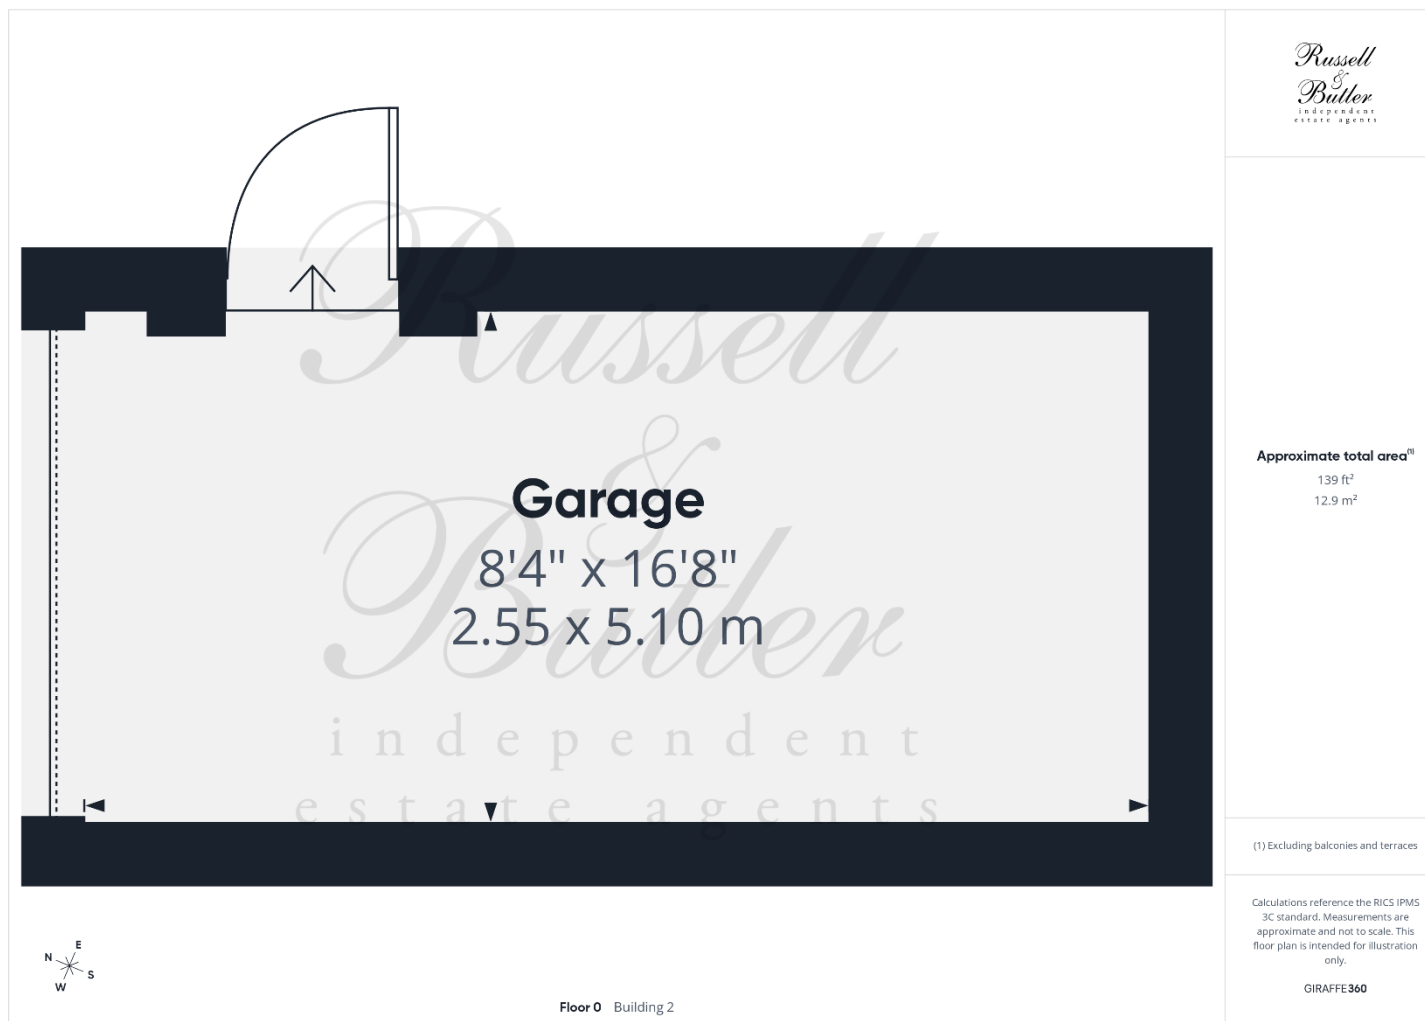 Russell
&
Butler
independent
estate agents
Russell
&
Butler
independent
estate agents
Garage
8'4" x 16'8"
2.55 x 5.10 m
Approximate total area(1)
139 ft²
12.9 m²
(1) Excluding balconies and terraces
Calculations reference the RICS IPMS
3C standard. Measurements are
approximate and not to scale. This
floor plan is intended for illustration
only.
GIRAFFE360
E
N
S
W
Floor 0 Building 2